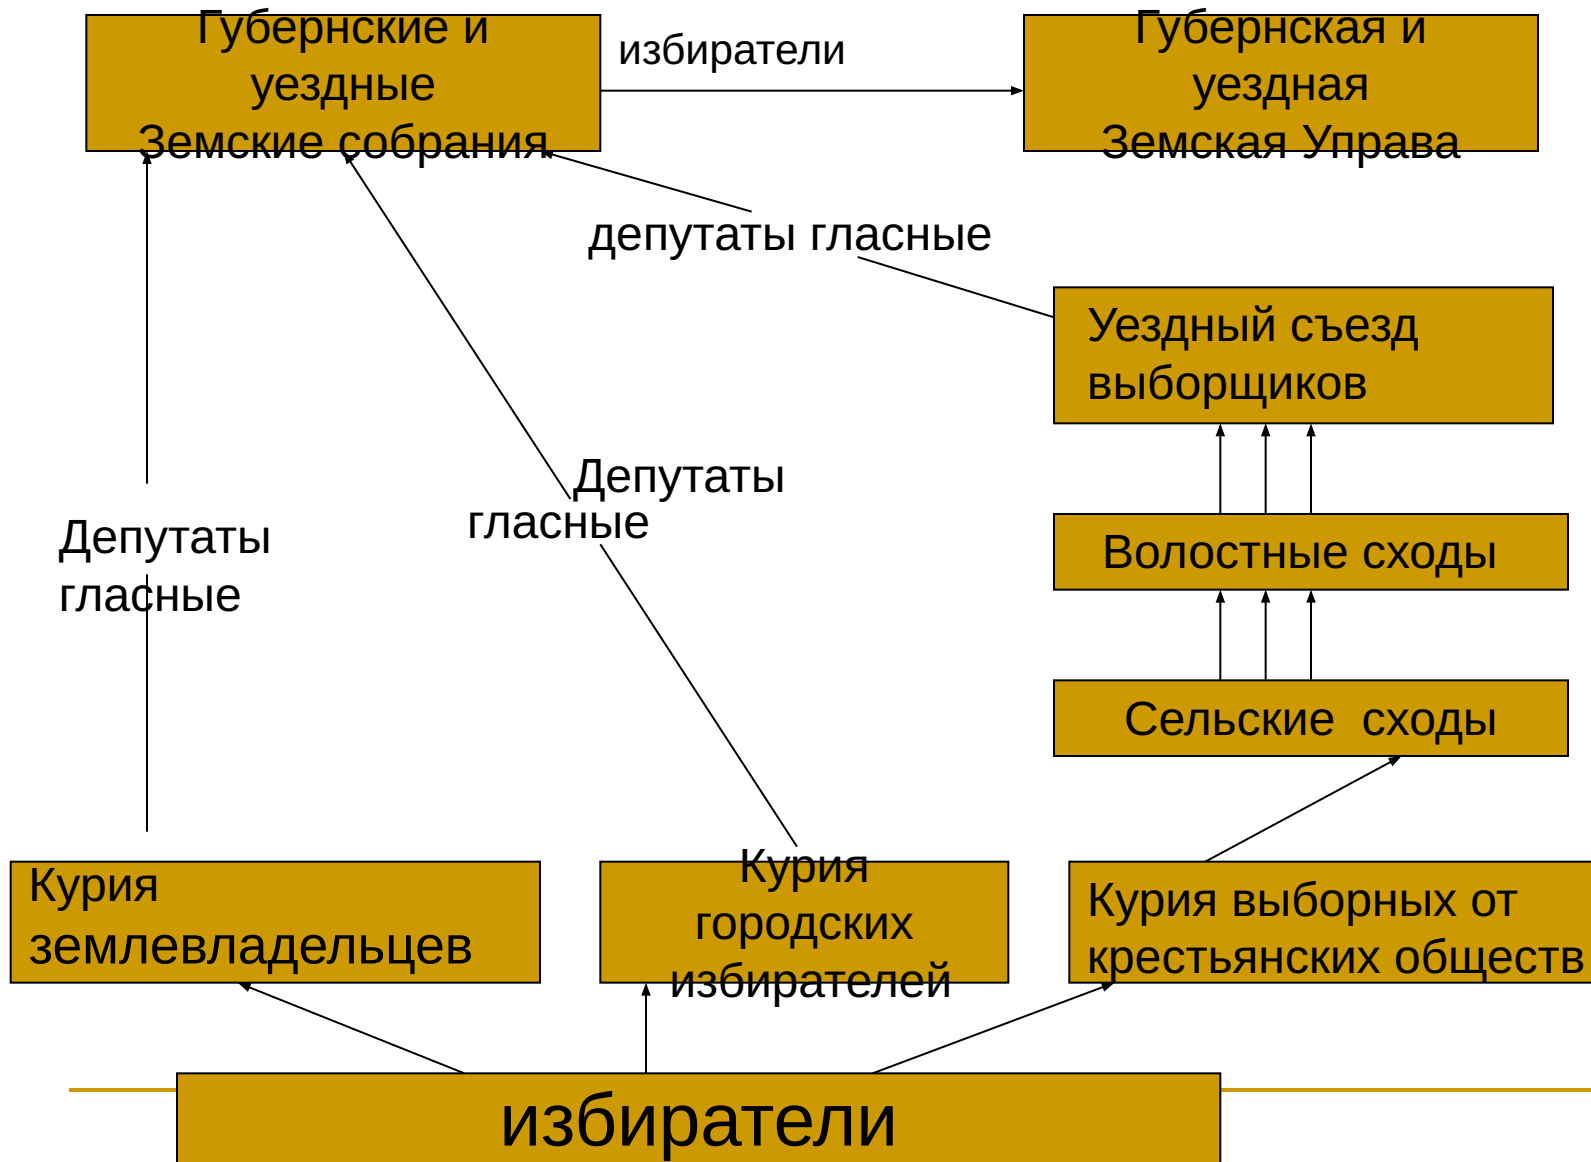 Губернские и
уездные
Земские собрания
избиратели
Губернская и
уездная
Земская Управа
депутаты гласные
Уездный съезд
выборщиков
Депутаты
гласные
Депутаты
гласные
Волостные сходы
Сельские сходы
Курия
землевладельцев
Курия
городских
избирателей
Курия выборных от
крестьянских обществ
избиратели